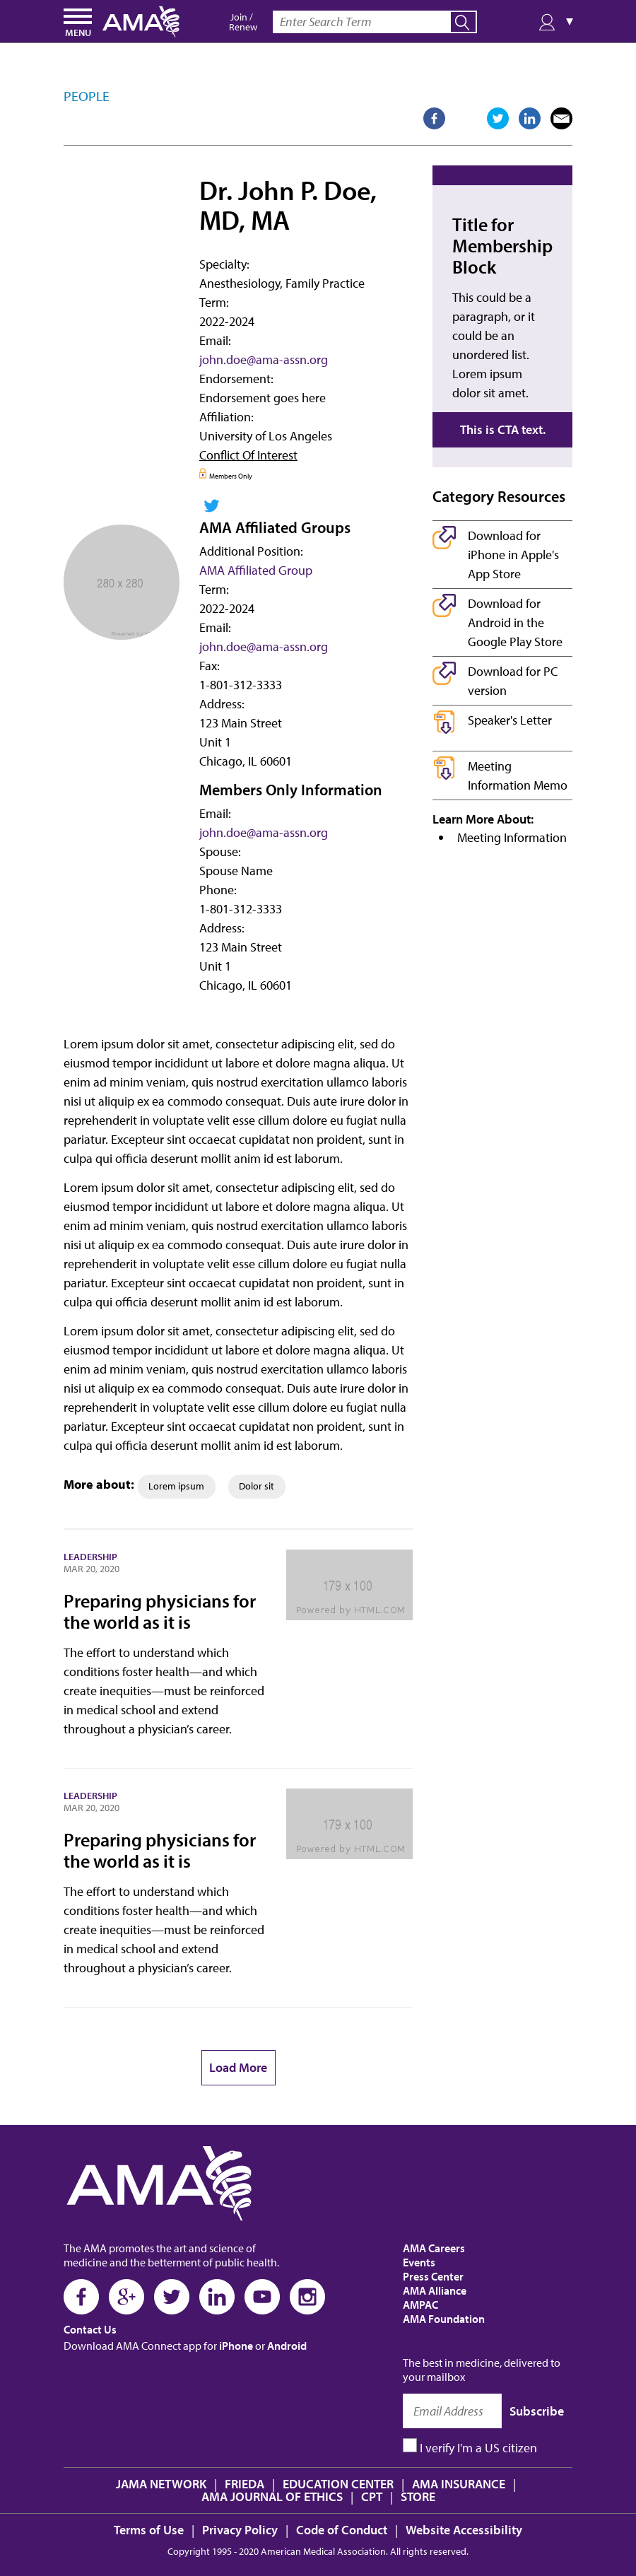 MENU
AMA
Join /
Renew
Enter Search Term
PEOPLE
Dr. John P. Doe,
MD, MA
Specialty:
Anesthesiology, Family Practice
Term:
2022-2024
Email:
john.doe@ama-assn.org
Endorsement:
Endorsement goes here
Affiliation:
University of Los Angeles
Conflict Of Interest
Members Only
280 x 280
AMA Affiliated Groups
Additional Position:
AMA Affiliated Group
Term:
2022-2024
Email:
john.doe@ama-assn.org
Fax:
1-801-312-3333
Address:
123 Main Street
Unit 1
Chicago, IL 60601
Members Only Information
Email:
john.doe@ama-assn.org
Spouse:
Spouse Name
Phone:
1-801-312-3333
Address:
123 Main Street
Unit 1
Chicago, IL 60601
Title for
Membership
Block
This could be a
paragraph, or it
could be an
unordered list.
Lorem ipsum
dolor sit amet.
This is CTA text.
Category Resources
Download for
iPhone in Apple's
App Store
Download for
Android in the
Google Play Store
Download for PC
version
Speaker's Letter
Meeting
Information Memo
Learn More About:
• Meeting Information
Lorem ipsum dolor sit amet, consectetur adipiscing elit, sed do
eiusmod tempor incididunt ut labore et dolore magna aliqua. Ut
enim ad minim veniam, quis nostrud exercitation ullamco laboris
nisi ut aliquip ex ea commodo consequat. Duis aute irure dolor in
reprehenderit in voluptate velit esse cillum dolore eu fugiat nulla
pariatur. Excepteur sint occaecat cupidatat non proident, sunt in
culpa qui officia deserunt mollit anim id est laborum.
Lorem ipsum dolor sit amet, consectetur adipiscing elit, sed do
eiusmod tempor incididunt ut labore et dolore magna aliqua. Ut
enim ad minim veniam, quis nostrud exercitation ullamco laboris
nisi ut aliquip ex ea commodo consequat. Duis aute irure dolor in
reprehenderit in voluptate velit esse cillum dolore eu fugiat nulla
pariatur. Excepteur sint occaecat cupidatat non proident, sunt in
culpa qui officia deserunt mollit anim id est laborum.
Lorem ipsum dolor sit amet, consectetur adipiscing elit, sed do
eiusmod tempor incididunt ut labore et dolore magna aliqua. Ut
enim ad minim veniam, quis nostrud exercitation ullamco laboris
nisi ut aliquip ex ea commodo consequat. Duis aute irure dolor in
reprehenderit in voluptate velit esse cillum dolore eu fugiat nulla
pariatur. Excepteur sint occaecat cupidatat non proident, sunt in
culpa qui officia deserunt mollit anim id est laborum.
More about: Lorem ipsum Dolor sit
LEADERSHIP
MAR 20, 2020
Preparing physicians for
the world as it is
The effort to understand which
conditions foster health—and which
create inequities—must be reinforced
in medical school and extend
throughout a physician's career.
179 x 100
Powered by HTML.COM
LEADERSHIP
MAR 20, 2020
Preparing physicians for
the world as it is
The effort to understand which
conditions foster health—and which
create inequities—must be reinforced
in medical school and extend
throughout a physician's career.
179 x 100
Powered by HTML.COM
Load More
AMA
The AMA promotes the art and science of
medicine and the betterment of public health.
Contact Us
Download AMA Connect app for iPhone or Android
AMA Careers
Events
Press Center
AMA Alliance
AMPAC
AMA Foundation
The best in medicine, delivered to
your mailbox
Email Address
Subscribe
I verify I'm a US citizen
JAMA NETWORK | FRIEDA | EDUCATION CENTER | AMA INSURANCE |
AMA JOURNAL OF ETHICS | CPT | STORE
Terms of Use | Privacy Policy | Code of Conduct | Website Accessibility
Copyright 1995 - 2020 American Medical Association. All rights reserved.